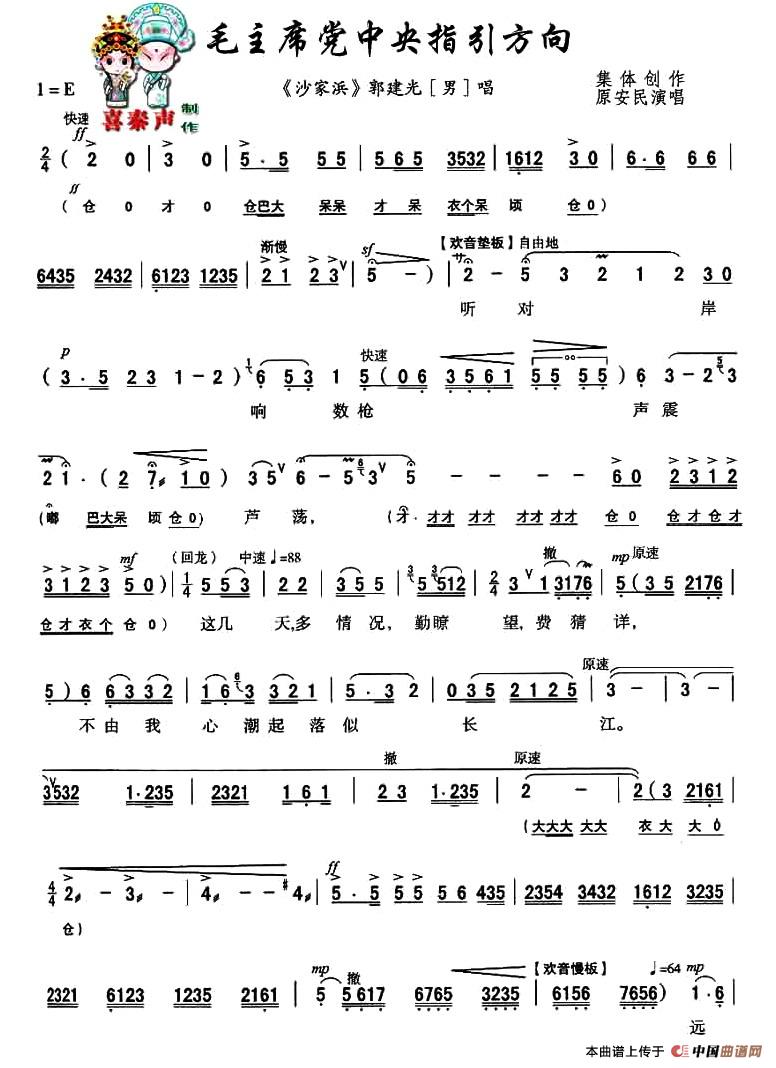 毛主席党中央指引方向
1=E
《沙家浜》郭建光［男］唱
集体创作
原安民演唱
喜秦声 制作
快速 ff
2/4 ( 2 0 | 3 0 | 5· 5 5 5 | 5 6 5 3532 | 1612 3 0 | 6· 6 6 6 |
ff
( 仓 0 才 0 仓巴大 呆呆 才 呆 衣个呆 顷 仓 0 )
渐慢 sf 【欢音垫板】自由地
6435 2432 | 6123 1235 | 2 1 2 3 | 5 － ) | 2 － 5 3 2 1 2 3 0
听 对 岸
p 快速
( 3· 5 2 3 1－2 ) 6 5 3 1 5 ( 0 6 3 5 6 1 5 5 5 5 ) 6 3－2 3
响 数枪 声震
2 1· ( 2 7 1 0 ) 3 5 6－5 3 5 － － － 6 0 2 3 1 2
(嘟 巴大呆 顷 仓 0 ) 芦 荡, (才· 才才 才才 才才才才 仓 0 仓才仓才
mf (回龙) 中速 ♩=88 撤 mp 原速
3 1 2 3 5 0 ) | 1/4 5 5 3 | 2 2 | 3 5 5 | 5 512 | 2/4 3 1 3176 | 5 ( 3 5 2176 |
仓才衣个仓 0 ) 这几 天,多 情 况, 勤瞭 望,费 猜 详,
原速
5 ) 6 6 3 3 2 | 1 6 3 3 2 1 | 5· 3 2 | 0 3 5 2 1 2 5 | 3 － | 3 － |
不 由 我 心 潮起 落似 长 江。
撤 原速
3532 1·235 | 2321 1 6 1 | 2 3 1·235 | 2 － | 2 ( 3 2161 |
( 大大大 大大 衣 大 大 0
ff
4/4 2 － 3 － | 4 － － 4 | 5· 5 5 5 5 6 435 | 2354 3432 1612 3235 |
仓 )
mp 撤 【欢音慢板】 ♩=64 mp
2321 6123 1235 2161 | 5 5 617 6765 3235 | 6156 7656 ) 1· 6 |
远
本曲谱上传于 中国曲谱网